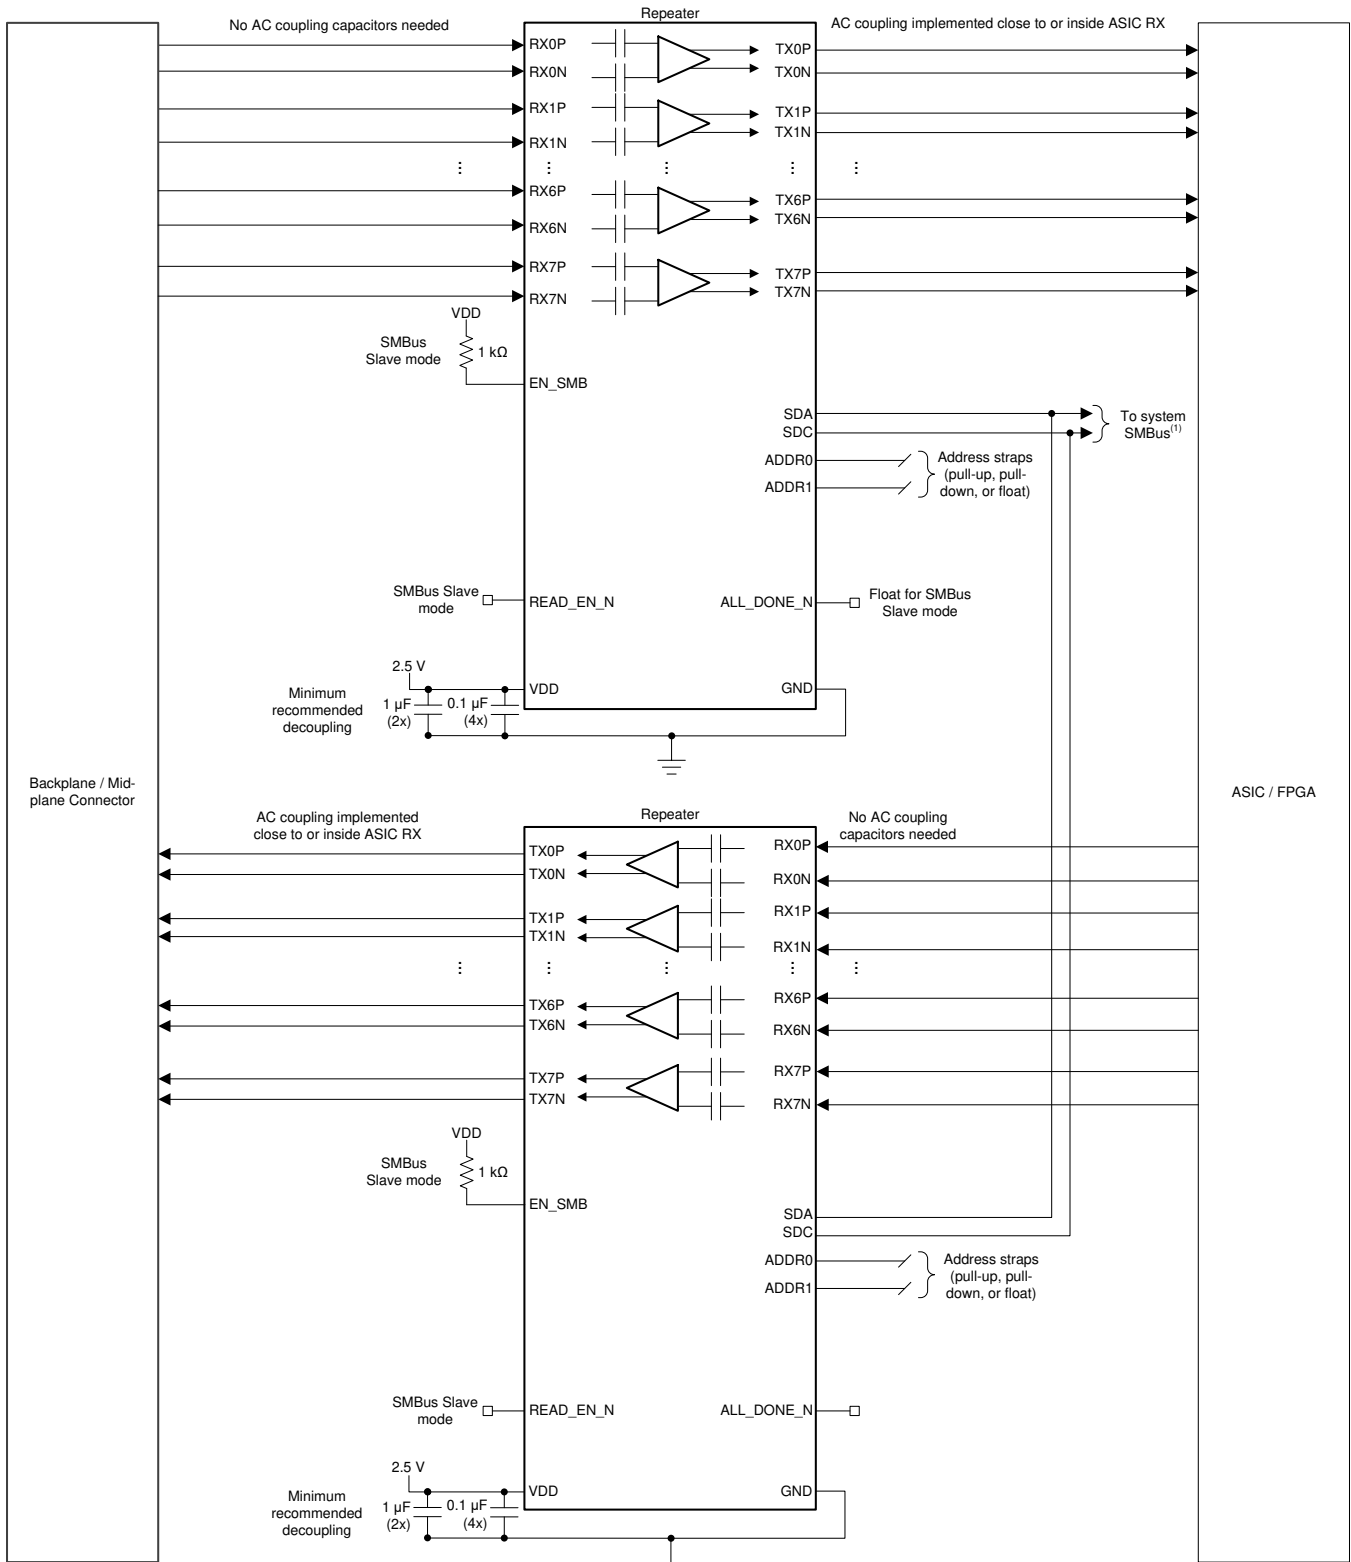 Repeater
No AC coupling capacitors needed
AC coupling implemented close to or inside ASIC RX
RX0P
TX0P
RX0N
TX0N
RX1P
TX1P
RX1N
TX1N
...
...
...
...
...
RX6P
TX6P
RX6N
TX6N
RX7P
TX7P
RX7N
TX7N
VDD
SMBus
Slave mode
1 kΩ
EN_SMB
SDA
SDC
To system
SMBus(1)
ADDR0
ADDR1
Address straps
(pull-up, pull-
down, or float)
SMBus Slave
mode
READ_EN_N
ALL_DONE_N
Float for SMBus
Slave mode
2.5 V
VDD
GND
Minimum
recommended
decoupling
1 µF
(2x)
0.1 µF
(4x)
Backplane / Mid-
plane Connector
ASIC / FPGA
Repeater
AC coupling implemented
close to or inside ASIC RX
No AC coupling
capacitors needed
TX0P
RX0P
TX0N
RX0N
TX1P
RX1P
TX1N
RX1N
...
...
...
...
...
TX6P
RX6P
TX6N
RX6N
TX7P
RX7P
TX7N
RX7N
VDD
SMBus
Slave mode
1 kΩ
EN_SMB
SDA
SDC
ADDR0
ADDR1
Address straps
(pull-up, pull-
down, or float)
SMBus Slave
mode
READ_EN_N
ALL_DONE_N
2.5 V
VDD
GND
Minimum
recommended
decoupling
1 µF
(2x)
0.1 µF
(4x)